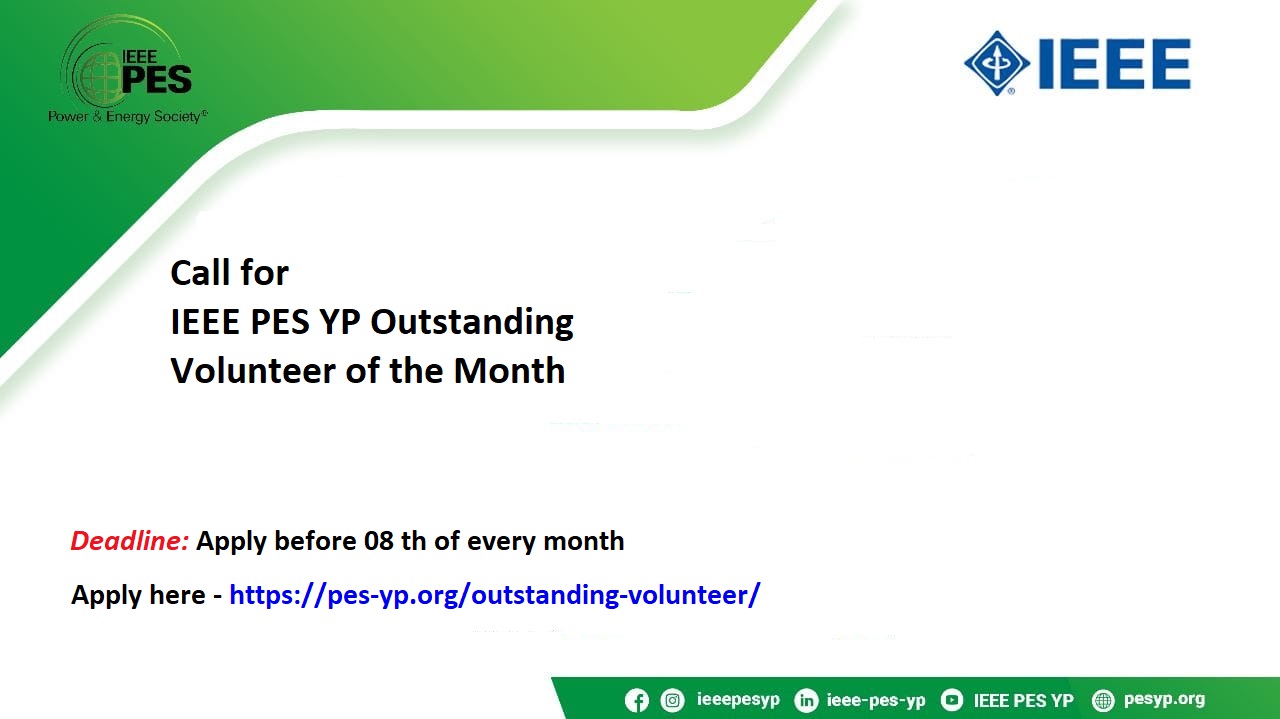 IEEE
PES
Power & Energy Society®
IEEE
®
Call for
IEEE PES YP Outstanding
Volunteer of the Month
Deadline: Apply before 08 th of every month
Apply here - https://pes-yp.org/outstanding-volunteer/
ieeepesyp ieee-pes-yp IEEE PES YP pesyp.org